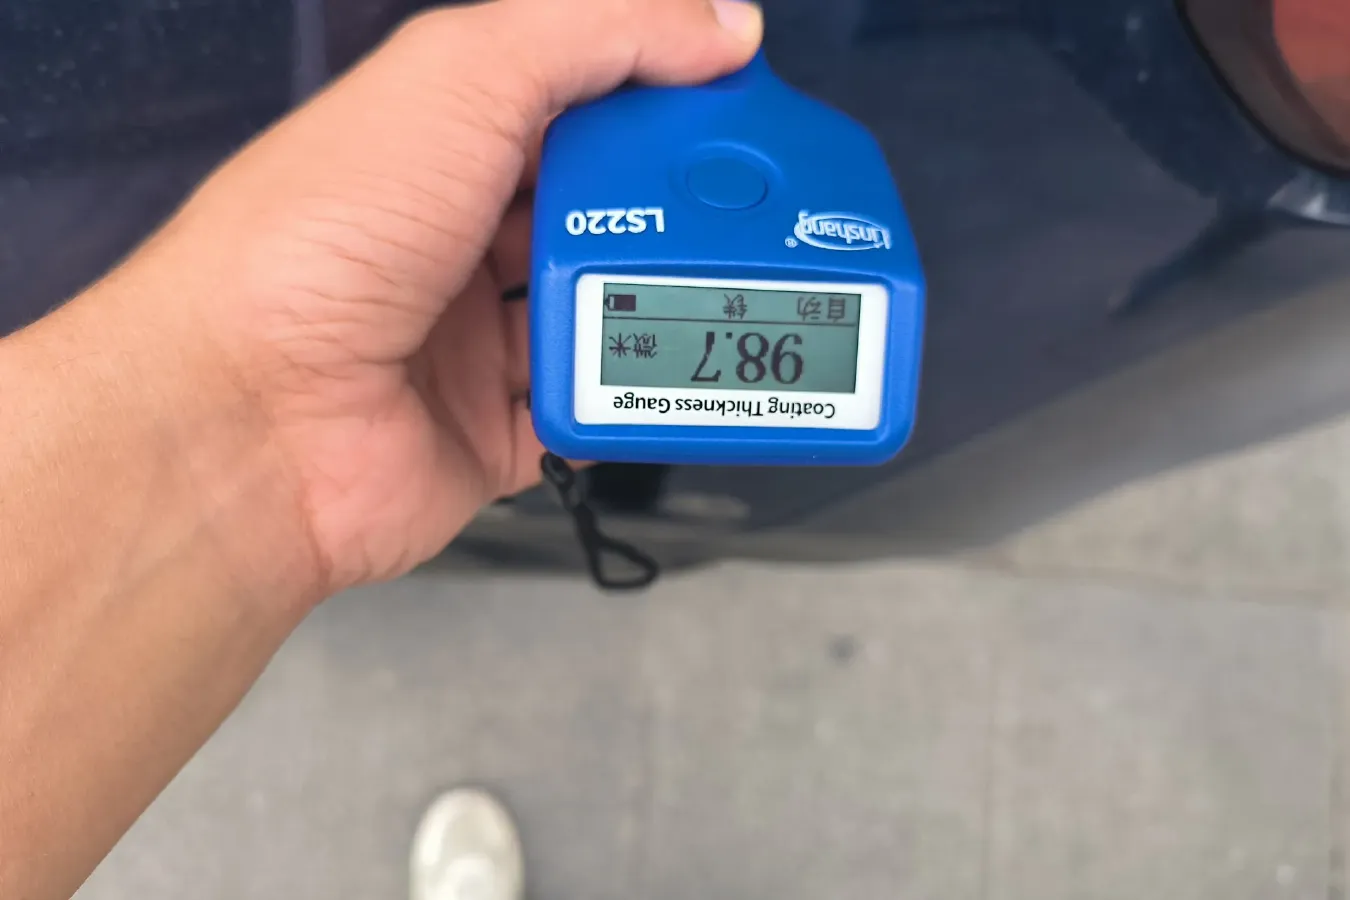 Coating Thickness Gauge
98.7 微米
自动 铁
Linshang® LS220